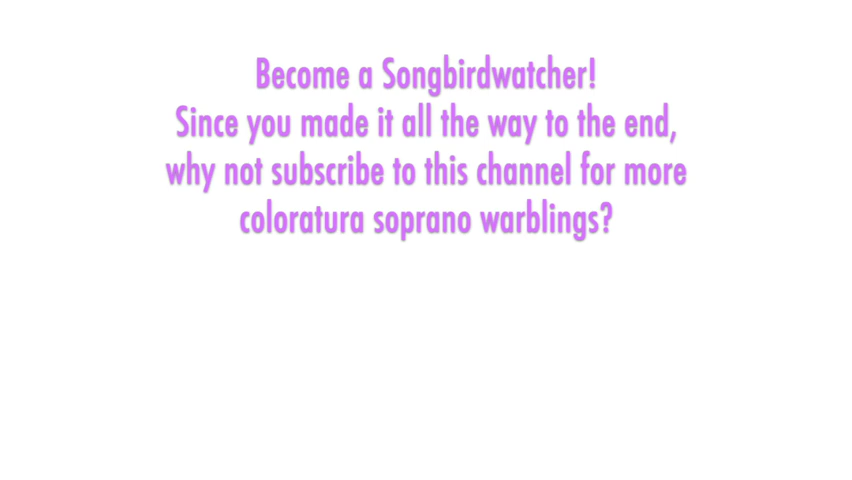 Become a Songbirdwatcher!
Since you made it all the way to the end,
why not subscribe to this channel for more
coloratura soprano warblings?